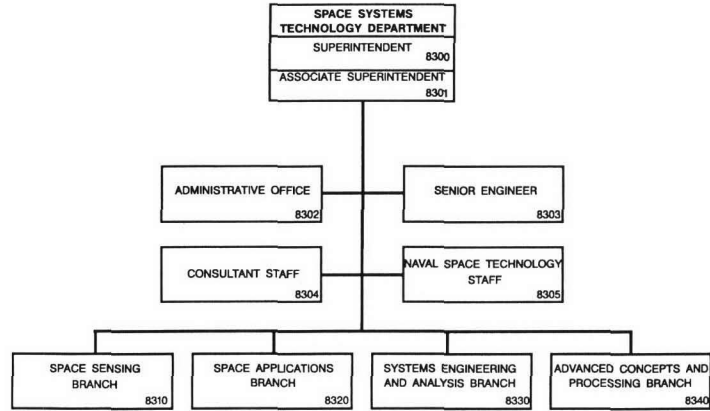 SPACE SYSTEMS
TECHNOLOGY DEPARTMENT
SUPERINTENDENT
8300
ASSOCIATE SUPERINTENDENT
8301
ADMINISTRATIVE OFFICE
8302
SENIOR ENGINEER
8303
CONSULTANT STAFF
8304
NAVAL SPACE TECHNOLOGY
STAFF
8305
SPACE SENSING
BRANCH
8310
SPACE APPLICATIONS
BRANCH
8320
SYSTEMS ENGINEERING
AND ANALYSIS BRANCH
8330
ADVANCED CONCEPTS AND
PROCESSING BRANCH
8340